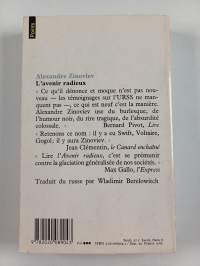 Points
Alexandre Zinoviev
L'avenir radieux
« Ce qu'il dénonce et moque n'est pas nou-
veau — les témoignages sur l'URSS ne man-
quent pas —, ce qui est neuf c'est la manière.
Alexandre Zinoviev use du burlesque, de
l'humour noir, du rire tragique, de l'absurdité
colossale. » Bernard Pivot, Lire
« Retenons ce nom : il y a eu Swift, Voltaire,
Gogol; il y aura Zinoviev. »
Jean Clémentin, le Canard enchaîné
« Lire l'Avenir radieux, c'est se prémunir
contre la glaciation généralisée de nos sociétés. »
Max Gallo, l'Express
Traduit du russe par Wladimir Berelowitch